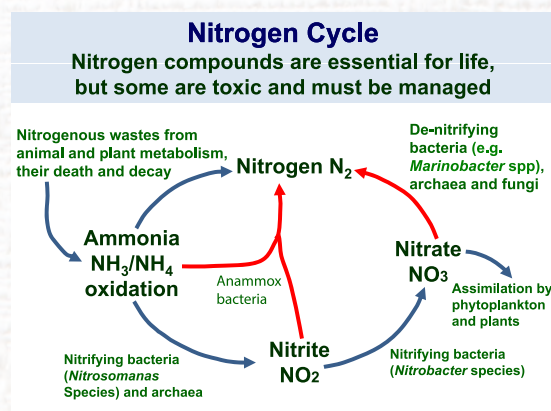 Nitrogen Cycle
Nitrogen compounds are essential for life,
but some are toxic and must be managed
Nitrogenous wastes from
animal and plant metabolism,
their death and decay
Nitrogen N2
De-nitrifying
bacteria (e.g.
Marinobacter spp),
archaea and fungi
Ammonia
NH3/NH4
oxidation
Anammox
bacteria
Nitrate
NO3
Assimilation by
phytoplankton
and plants
Nitrifying bacteria
(Nitrosomanas
Species) and archaea
Nitrite
NO2
Nitrifying bacteria
(Nitrobacter species)